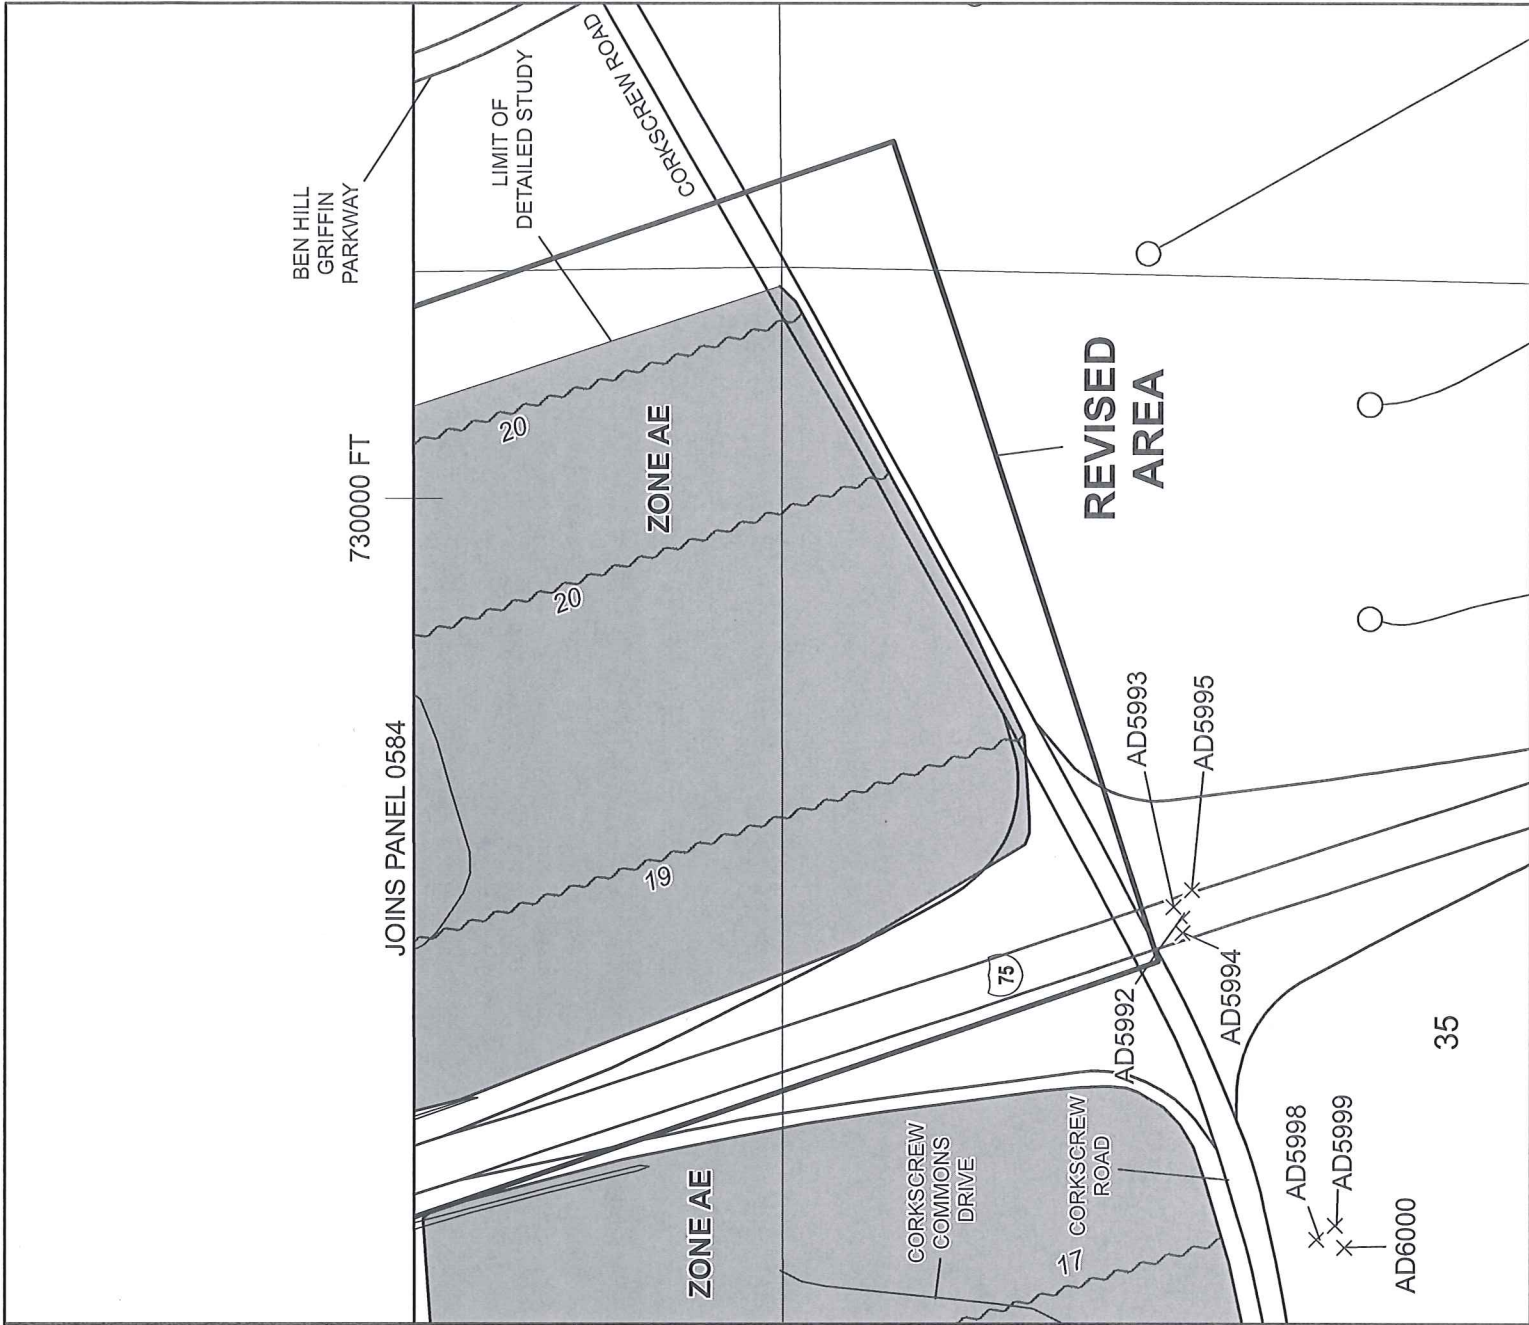 BEN HILL
GRIFFIN
PARKWAY
LIMIT OF
DETAILED STUDY
CORKSCREW ROAD
730000 FT
JOINS PANEL 0584
20
ZONE AE
20
19
REVISED
AREA
AD5993
AD5995
75
AD5992
AD5994
35
ZONE AE
CORKSCREW
COMMONS
DRIVE
CORKSCREW
ROAD
17
AD5998
AD5999
AD6000